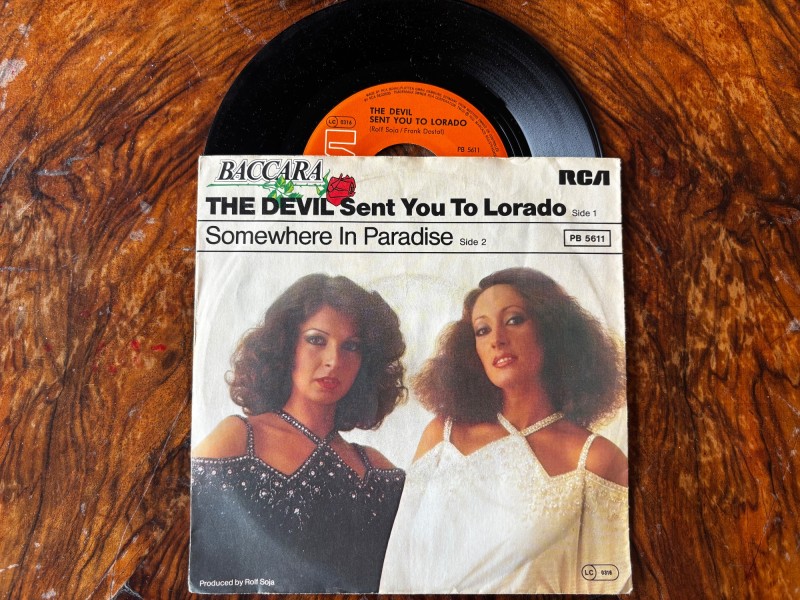 THE DEVIL
SENT YOU TO LORADO
(Rolf Soja / Frank Dostal)
LC 0316
PB 5611
BACCARA
RCA
THE DEVIL Sent You To Lorado Side 1
Somewhere In Paradise Side 2
PB 5611
Produced by Rolf Soja
LC 0316